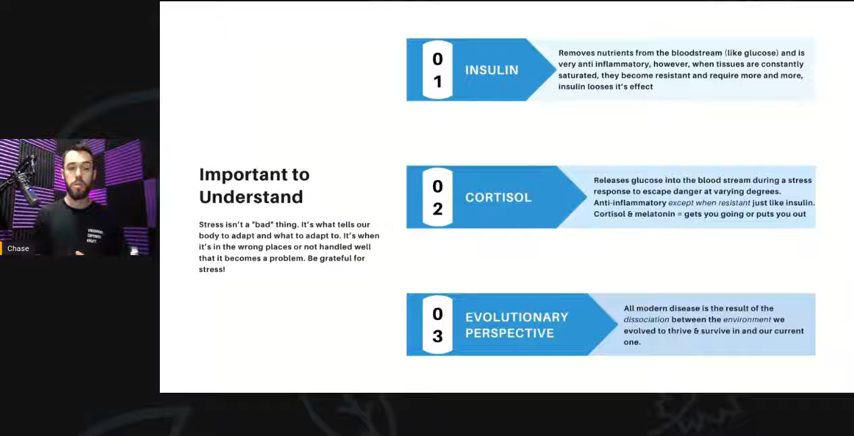 Important to
Understand
Stress isn't a "bad" thing. It's what tells our
body to adapt and what to adapt to. It's when
it's in the wrong places or not handled well
that it becomes a problem. Be grateful for
stress!
0
1
INSULIN
Removes nutrients from the bloodstream (like glucose) and is
very anti inflammatory, however, when tissues are constantly
saturated, they become resistant and require more and more,
insulin looses it's effect
0
2
CORTISOL
Releases glucose into the blood stream during a stress
response to escape danger at varying degrees.
Anti-inflammatory except when resistant just like insulin.
Cortisol & melatonin = gets you going or puts you out
0
3
EVOLUTIONARY
PERSPECTIVE
All modern disease is the result of the
dissociation between the environment we
evolved to thrive & survive in and our current
one.
Chase